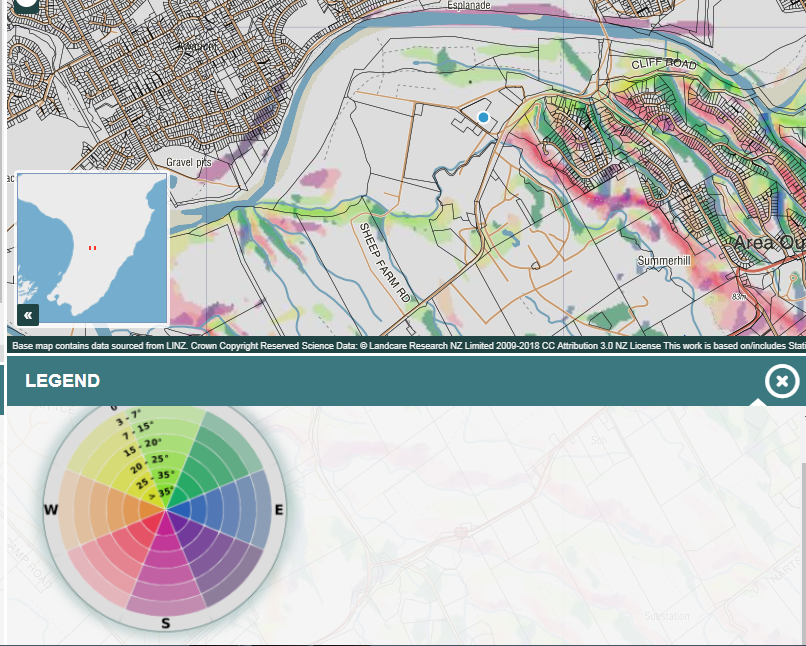 Esplanade
CLIFF ROAD
Awapuni
Gravel pits
SHEEP FARM RD
Area Ou
Summerhill
83m
«
Base map contains data sourced from LINZ. Crown Copyright Reserved Science Data: © Landcare Research NZ Limited 2009-2018 CC Attribution 3.0 NZ License This work is based on/includes Stati
LEGEND
3 - 7°
7 - 15°
15 - 20°
20 - 25°
25 - 35°
> 35°
W
E
S
Substation